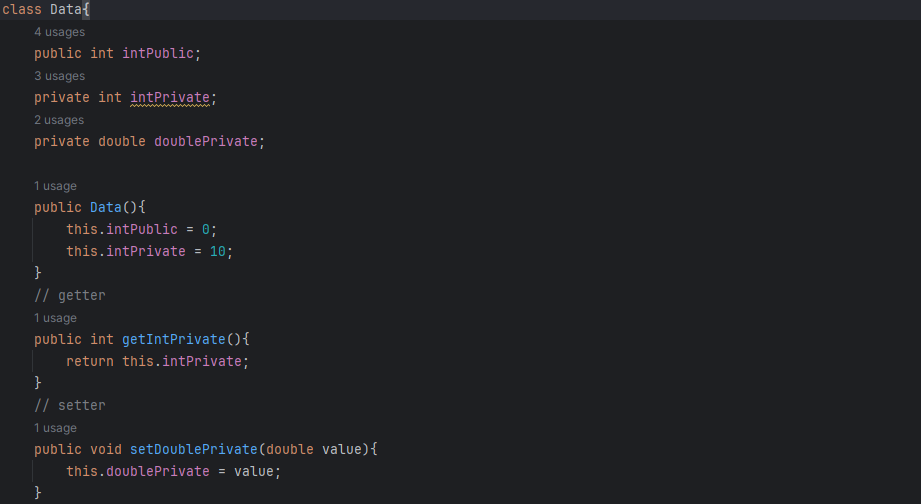 class Data{
4 usages
public int intPublic;
3 usages
private int intPrivate;
2 usages
private double doublePrivate;
1 usage
public Data(){
this.intPublic = 0;
this.intPrivate = 10;
}
// getter
1 usage
public int getIntPrivate(){
return this.intPrivate;
}
// setter
1 usage
public void setDoublePrivate(double value){
this.doublePrivate = value;
}